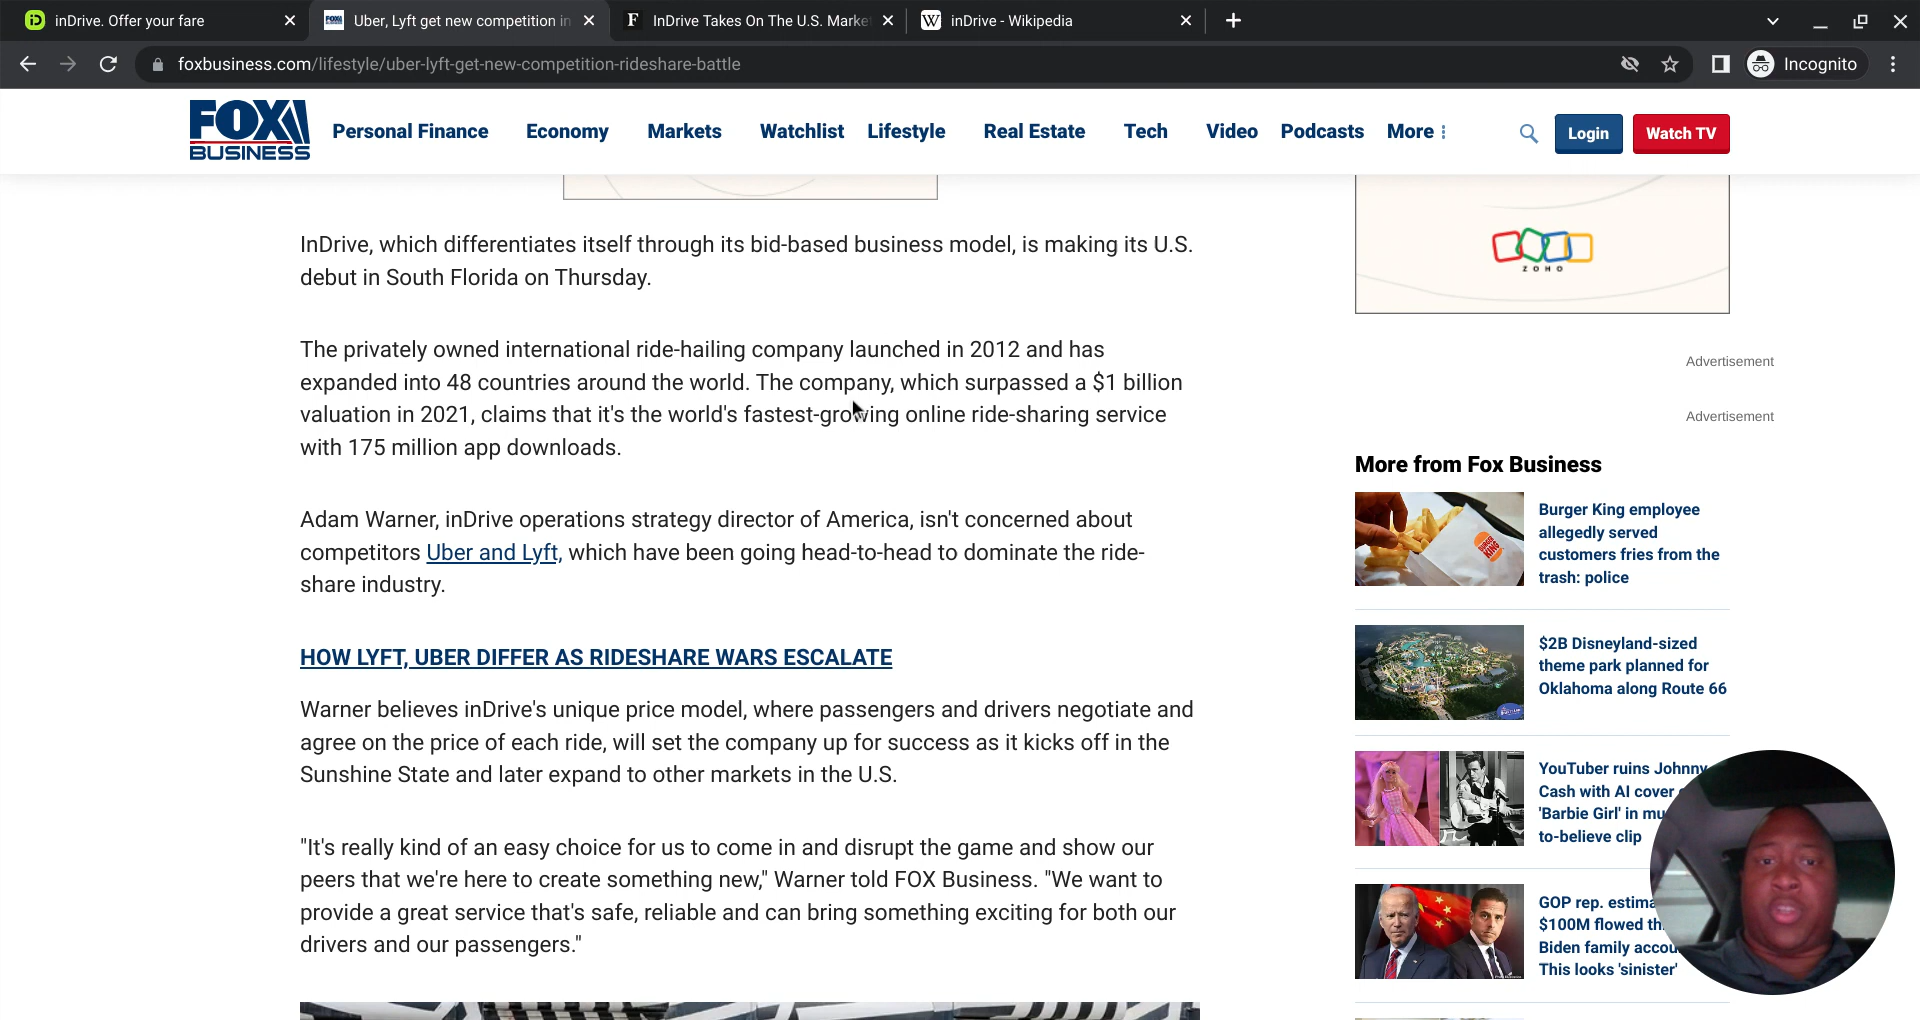 inDrive. Offer your fare
Uber, Lyft get new competition in
InDrive Takes On The U.S. Marke
inDrive - Wikipedia
foxbusiness.com/lifestyle/uber-lyft-get-new-competition-rideshare-battle
Incognito
FOX BUSINESS
Personal Finance Economy Markets Watchlist Lifestyle Real Estate Tech Video Podcasts More
Login
Watch TV
InDrive, which differentiates itself through its bid-based business model, is making its U.S.
debut in South Florida on Thursday.
The privately owned international ride-hailing company launched in 2012 and has
expanded into 48 countries around the world. The company, which surpassed a $1 billion
valuation in 2021, claims that it's the world's fastest-growing online ride-sharing service
with 175 million app downloads.
Adam Warner, inDrive operations strategy director of America, isn't concerned about
competitors Uber and Lyft, which have been going head-to-head to dominate the ride-
share industry.
HOW LYFT, UBER DIFFER AS RIDESHARE WARS ESCALATE
Warner believes inDrive's unique price model, where passengers and drivers negotiate and
agree on the price of each ride, will set the company up for success as it kicks off in the
Sunshine State and later expand to other markets in the U.S.
"It's really kind of an easy choice for us to come in and disrupt the game and show our
peers that we're here to create something new," Warner told FOX Business. "We want to
provide a great service that's safe, reliable and can bring something exciting for both our
drivers and our passengers."
ZOHO
Advertisement
Advertisement
More from Fox Business
Burger King employee
allegedly served
customers fries from the
trash: police
$2B Disneyland-sized
theme park planned for
Oklahoma along Route 66
YouTuber ruins Johnny
Cash with AI cover
'Barbie Girl' in
to-believe clip
GOP rep.
$100M flowed
Biden family
This looks 'sinister'